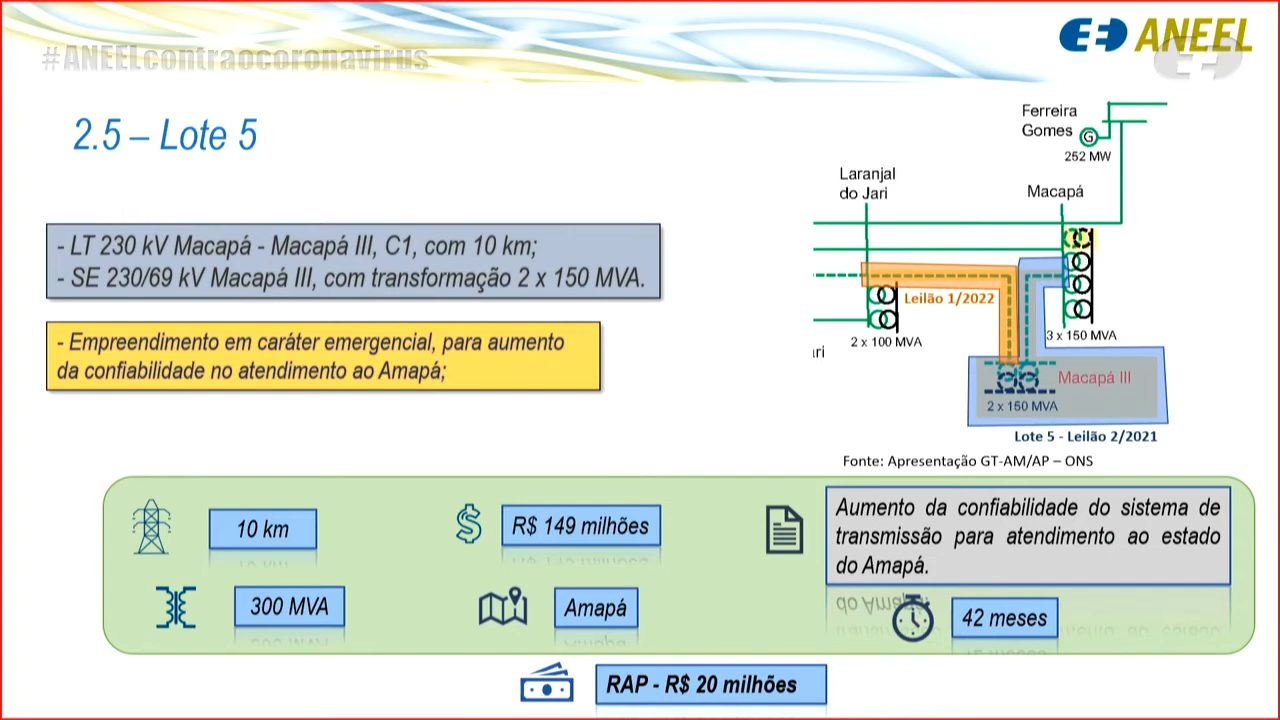 #ANEELcontraocoronavirus
ANEEL
2.5 – Lote 5
- LT 230 kV Macapá - Macapá III, C1, com 10 km;
- SE 230/69 kV Macapá III, com transformação 2 x 150 MVA.
- Empreendimento em caráter emergencial, para aumento
da confiabilidade no atendimento ao Amapá;
Ferreira
Gomes
G
252 MW
Laranjal
do Jari
Macapá
Leilão 1/2022
2 x 100 MVA
3 x 150 MVA
ıri
Macapá III
2 x 150 MVA
Lote 5 - Leilão 2/2021
Fonte: Apresentação GT-AM/AP – ONS
10 km
R$ 149 milhões
Aumento da confiabilidade do sistema de
transmissão para atendimento ao estado
do Amapá.
300 MVA
Amapá
42 meses
RAP - R$ 20 milhões